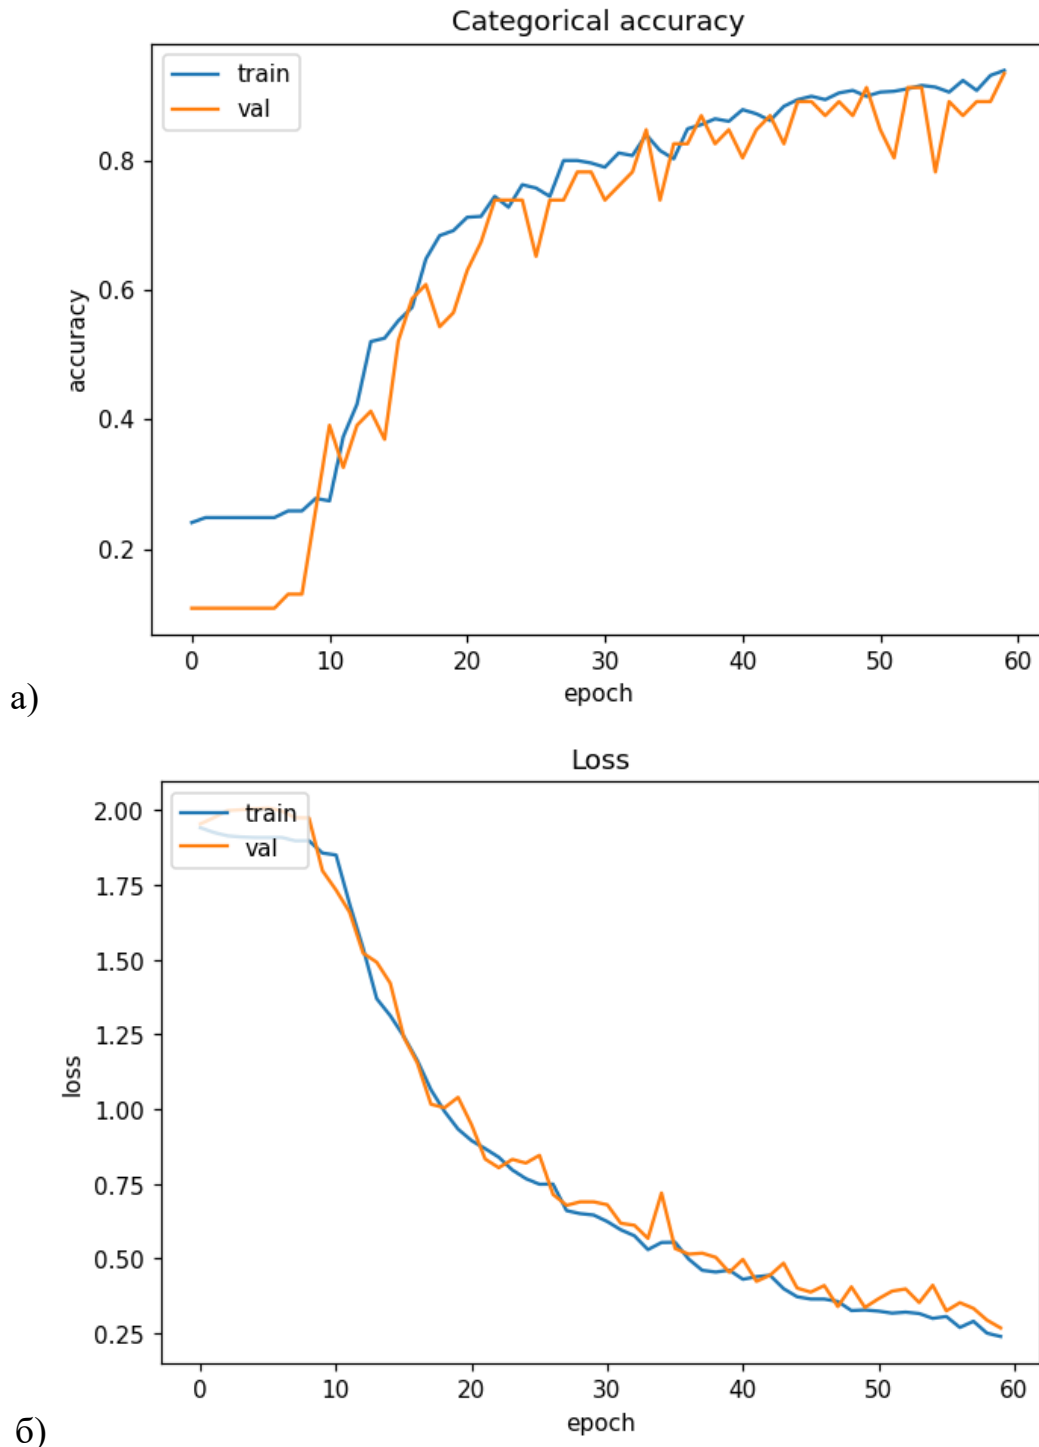 Categorical accuracy
train
val
0.8
0.6
0.4
0.2
accuracy
0 10 20 30 40 50 60
epoch
а)
Loss
train
val
2.00
1.75
1.50
1.25
1.00
0.75
0.50
0.25
loss
0 10 20 30 40 50 60
epoch
б)